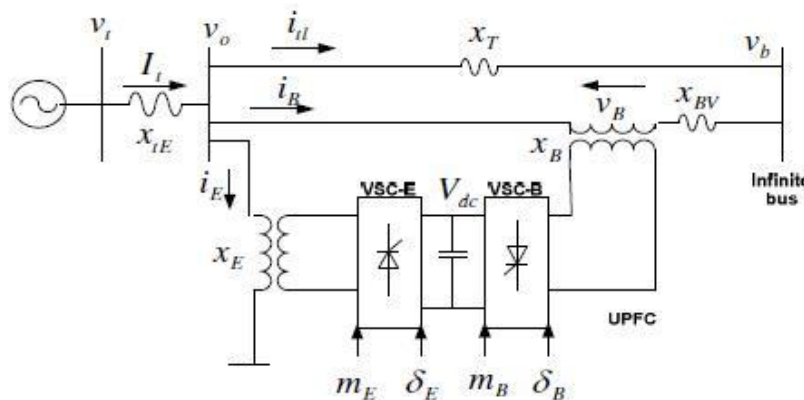 v_t v_o i_tl x_T v_b
I_t i_B v_B x_BV
x_tE x_B
i_E VSC-E V_dc VSC-B Infinite bus
x_E
UPFC
m_E δ_E m_B δ_B